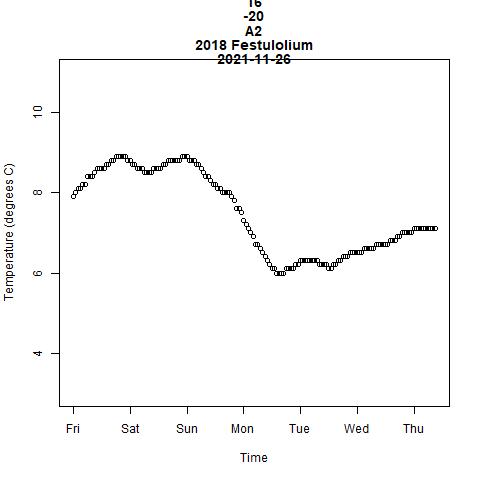 16
-20
A2
2018 Festulolium
2021-11-26
Temperature (degrees C)
10
8
6
4
Fri Sat Sun Mon Tue Wed Thu
Time